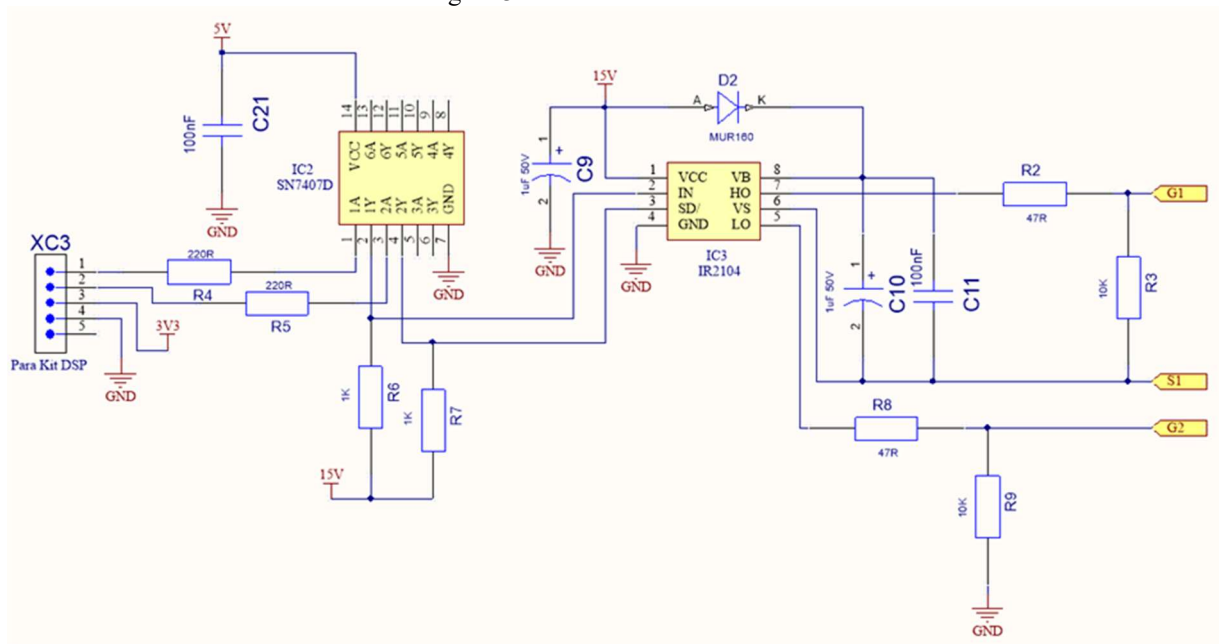 5V
C21
100nF
GND
14
13
12
11
10
9
8
VCC
6A
6Y
5A
5Y
4A
4Y
IC2
SN7407D
1A
1Y
2A
2Y
3A
3Y
GND
1
2
3
4
5
6
7
GND
XC3
1
2
3
4
5
220R
R4
220R
R5
3V3
Para Kit DSP
GND
1K
R6
1K
R7
15V
15V
D2
A
K
MUR160
1
+
1uF 50V
C9
2
GND
1
2
3
4
VCC
IN
SD/
GND
VB
HO
VS
LO
8
7
6
5
IC3
IR2104
GND
R2
47R
G1
1
+
1uF 50V
C10
2
100nF
C11
10K
R3
S1
R8
47R
G2
10K
R9
GND